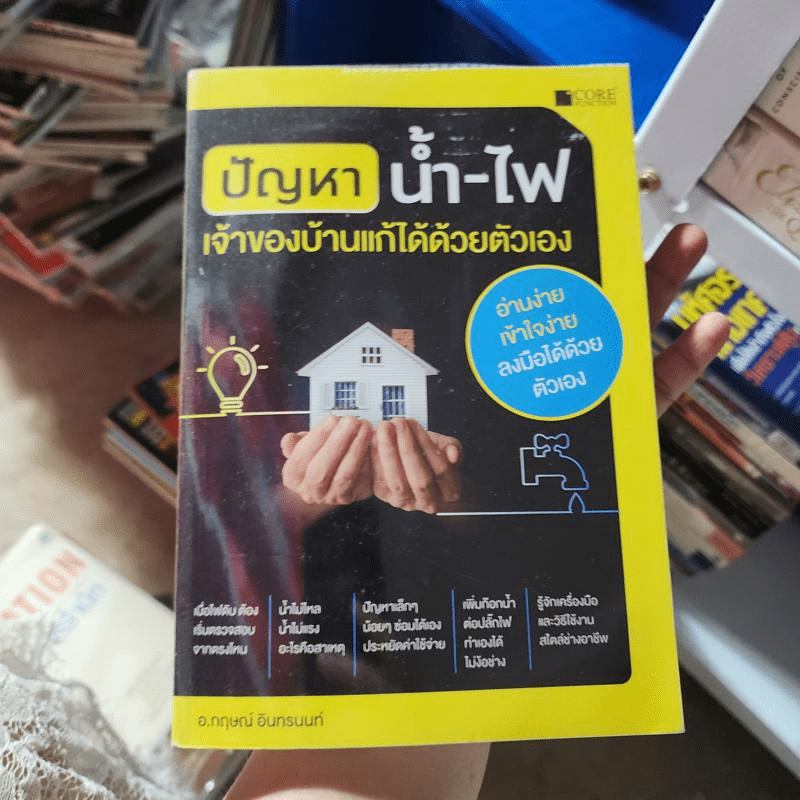 CORE
FUNCTION
ปัญหา น้ำ-ไฟ
เจ้าของบ้านแก้ได้ด้วยตัวเอง
อ่านง่าย
เข้าใจง่าย
ลงมือได้ด้วย
ตัวเอง
เมื่อไฟดับ ต้อง
เริ่มตรวจสอบ
จากตรงไหน
น้ำไม่ไหล
น้ำไม่แรง
อะไรคือสาเหตุ
ปัญหาเล็กๆ
น้อยๆ ซ่อมได้เอง
ประหยัดค่าใช้จ่าย
เพิ่มก๊อกน้ำ
ต่อปลั๊กไฟ
ทำเองได้
ไม่ง้อช่าง
รู้จักเครื่องมือ
และวิธีใช้งาน
สไตล์ช่างอาชีพ
อ.กฤษณ์ อินทรนนท์
OF